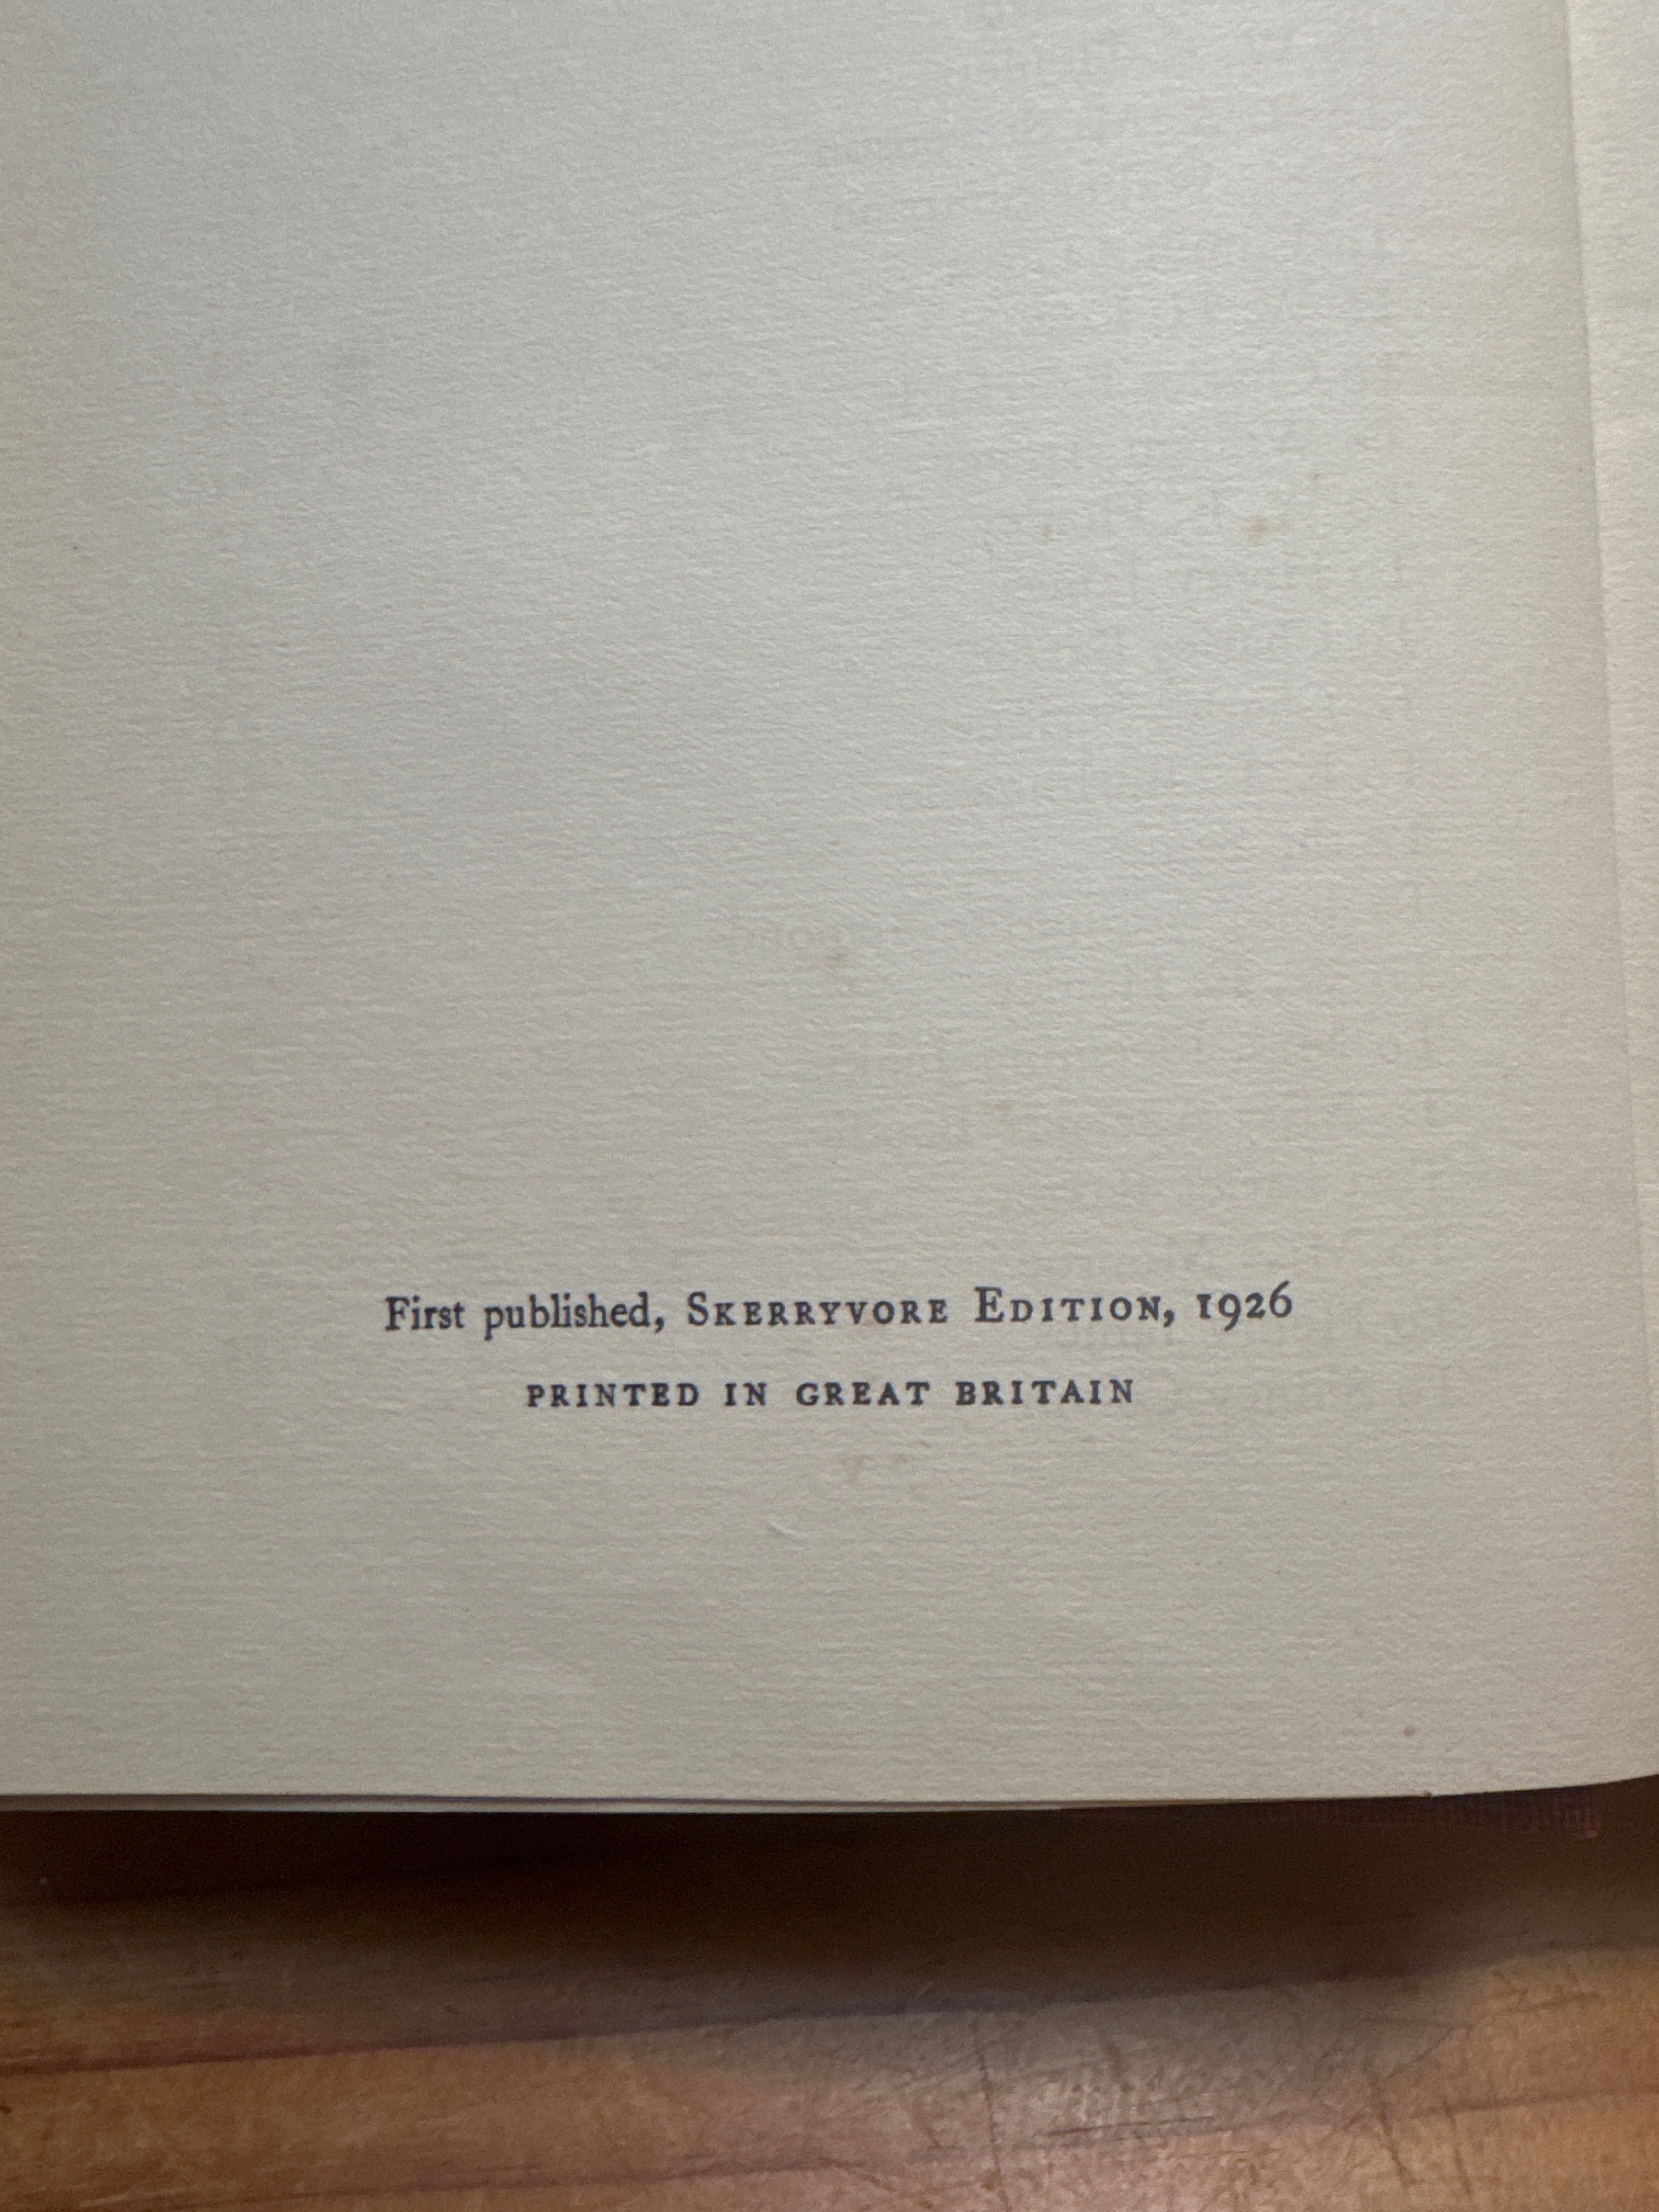 First published, SKERRYVORE EDITION, 1926
PRINTED IN GREAT BRITAIN